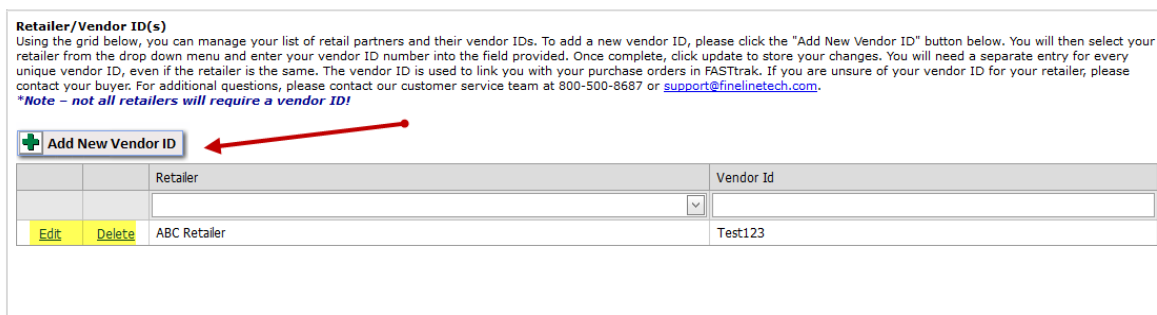 Retailer/Vendor ID(s)
Using the grid below, you can manage your list of retail partners and their vendor IDs. To add a new vendor ID, please click the "Add New Vendor ID" button below. You will then select your
retailer from the drop down menu and enter your vendor ID number into the field provided. Once complete, click update to store your changes. You will need a separate entry for every
unique vendor ID, even if the retailer is the same. The vendor ID is used to link you with your purchase orders in FASTtrak. If you are unsure of your vendor ID for your retailer, please
contact your buyer. For additional questions, please contact our customer service team at 800-500-8687 or support@finelinetech.com.
*Note – not all retailers will require a vendor ID!
Add New Vendor ID
Retailer Vendor Id
Edit Delete ABC Retailer Test123